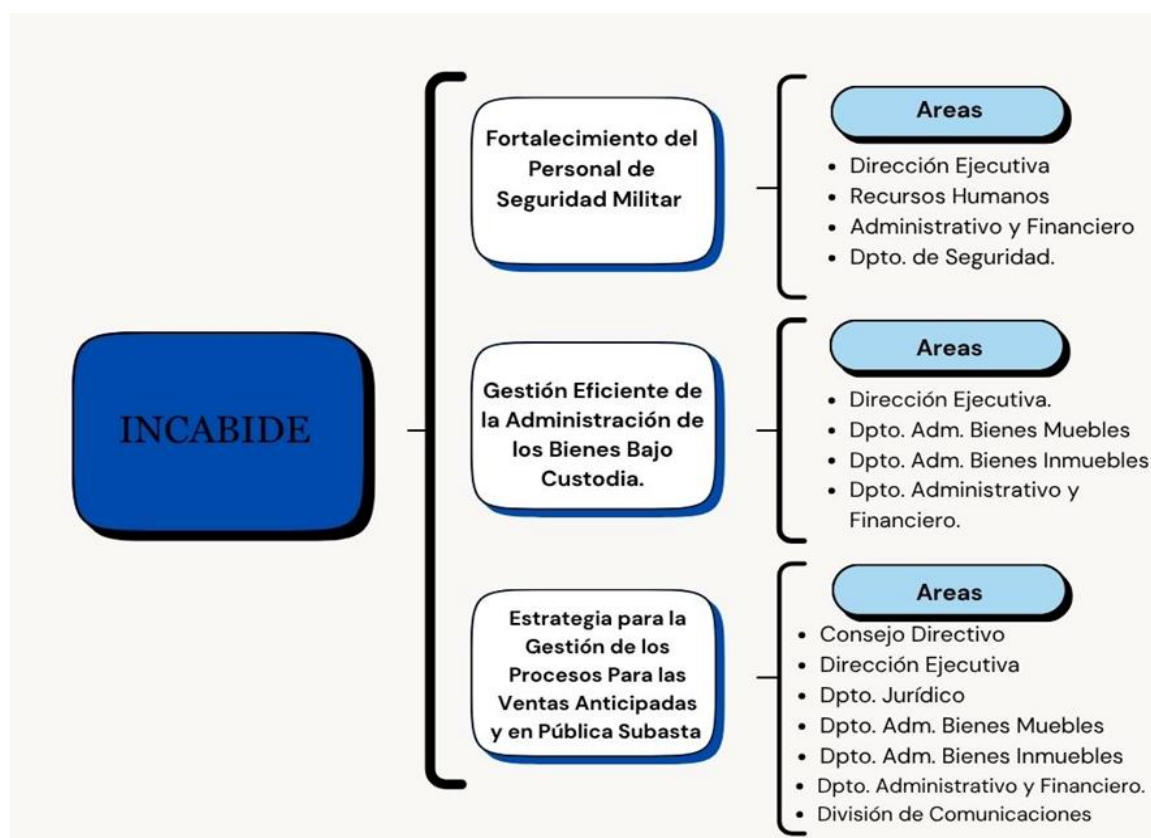 INCABIDE
Fortalecimiento del
Personal de
Seguridad Militar
Areas
• Dirección Ejecutiva
• Recursos Humanos
• Administrativo y Financiero
• Dpto. de Seguridad.
Gestión Eficiente de
la Administración de
los Bienes Bajo
Custodia.
Areas
• Dirección Ejecutiva.
• Dpto. Adm. Bienes Muebles
• Dpto. Adm. Bienes Inmuebles
• Dpto. Administrativo y
Financiero.
Estrategia para la
Gestión de los
Procesos Para las
Ventas Anticipadas
y en Pública Subasta
Areas
• Consejo Directivo
• Dirección Ejecutiva
• Dpto. Jurídico
• Dpto. Adm. Bienes Muebles
• Dpto. Adm. Bienes Inmuebles
• Dpto. Administrativo y Financiero.
• División de Comunicaciones